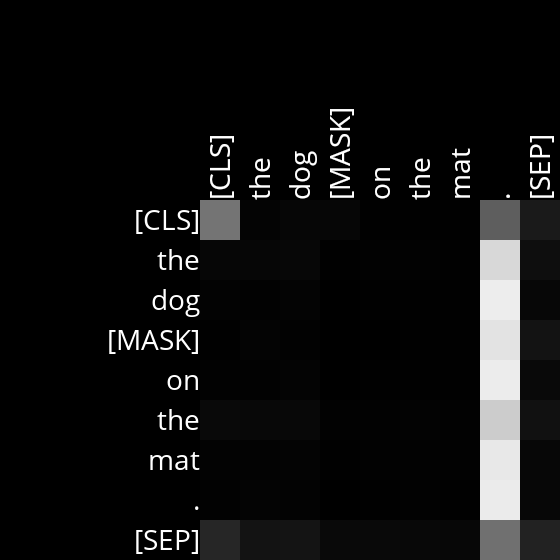 [CLS] the dog [MASK] on the mat . [SEP]
[CLS]
the
dog
[MASK]
on
the
mat
.
[SEP]